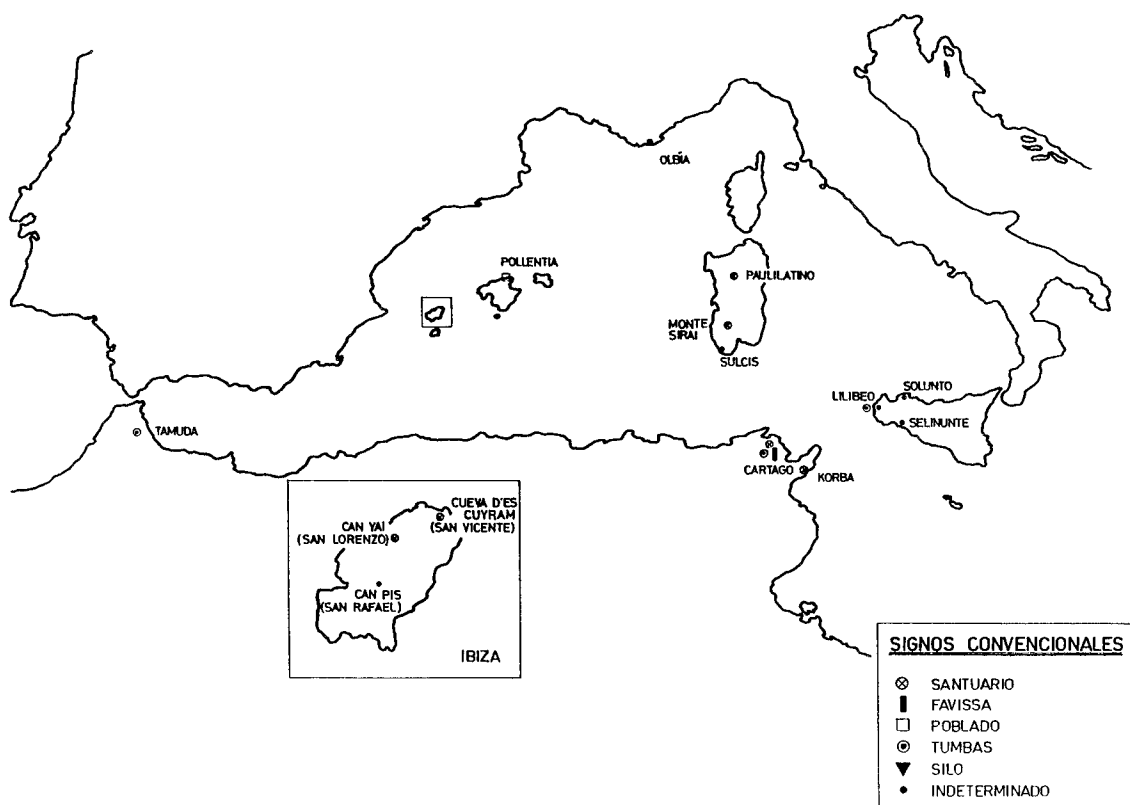 OLBÍA
POLLENTIA
PAULILATINO
MONTE
SIRAI
SULCIS
SOLUNTO
LILIBEO
SELINUNTE
TAMUDA
CARTAGO
KORBA
CUEVA D'ES
CUYRAM
(SAN VICENTE)
CAN YAI
(SAN LORENZO)
CAN PIS
(SAN RAFAEL)
IBIZA
SIGNOS CONVENCIONALES
SANTUARIO
FAVISSA
POBLADO
TUMBAS
SILO
INDETERMINADO